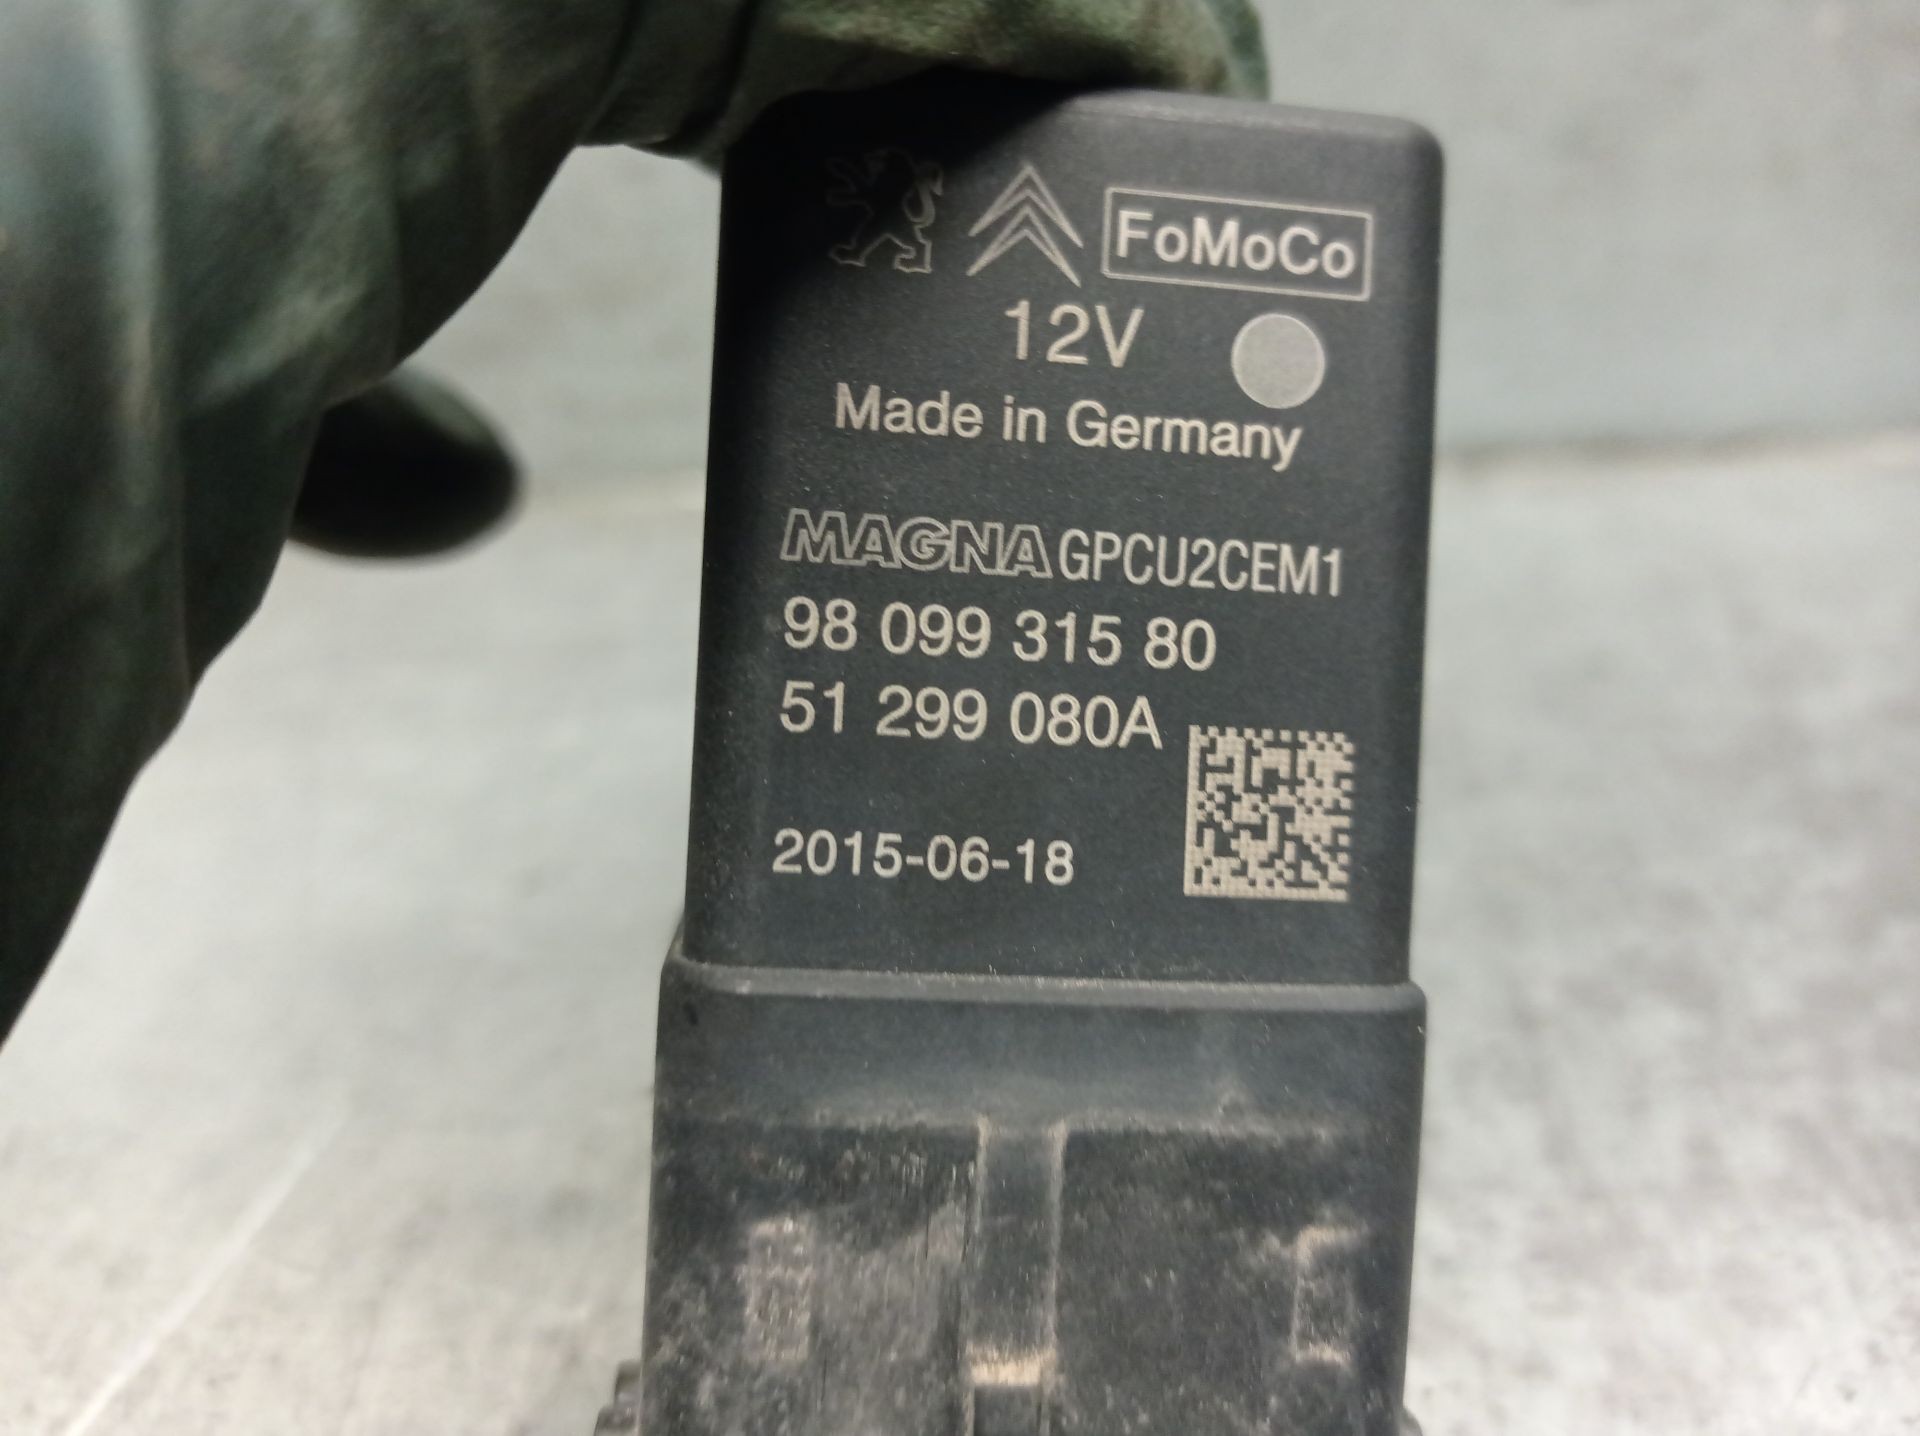 FoMoCo
12V
Made in Germany
MAGNA GPCU2CEM1
98 099 315 80
51 299 080A
2015-06-18